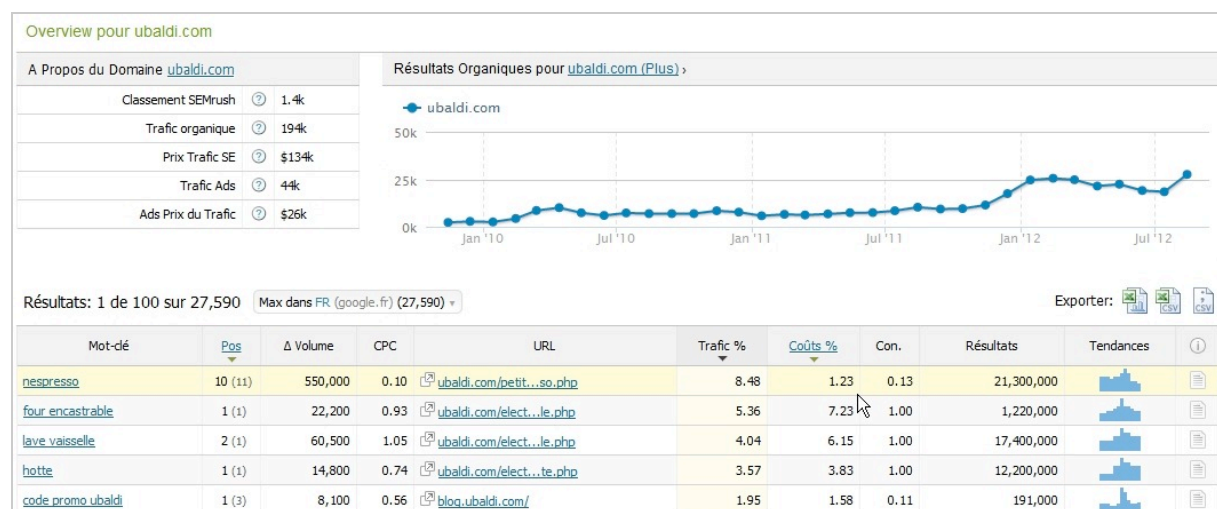 Overview pour ubaldi.com
A Propos du Domaine ubaldi.com
Classement SEMrush ? 1.4k
Trafic organique ? 194k
Prix Trafic SE ? $134k
Trafic Ads ? 44k
Ads Prix du Trafic ? $26k
Résultats Organiques pour ubaldi.com (Plus) ›
ubaldi.com
50k
25k
0k
Jan '10 Jul '10 Jan '11 Jul '11 Jan '12 Jul '12
Résultats: 1 de 100 sur 27,590 Max dans FR (google.fr) (27,590)
Exporter: CSV CSV
Mot-clé Pos Δ Volume CPC URL Trafic % Coûts % Con. Résultats Tendances i
nespresso 10 (11) 550,000 0.10 ubaldi.com/petit...so.php 8.48 1.23 0.13 21,300,000
four encastrable 1 (1) 22,200 0.93 ubaldi.com/elect...le.php 5.36 7.23 1.00 1,220,000
lave vaisselle 2 (1) 60,500 1.05 ubaldi.com/elect...le.php 4.04 6.15 1.00 17,400,000
hotte 1 (1) 14,800 0.74 ubaldi.com/elect...te.php 3.57 3.83 1.00 12,200,000
code promo ubaldi 1 (3) 8,100 0.56 blog.ubaldi.com/ 1.95 1.58 0.11 191,000